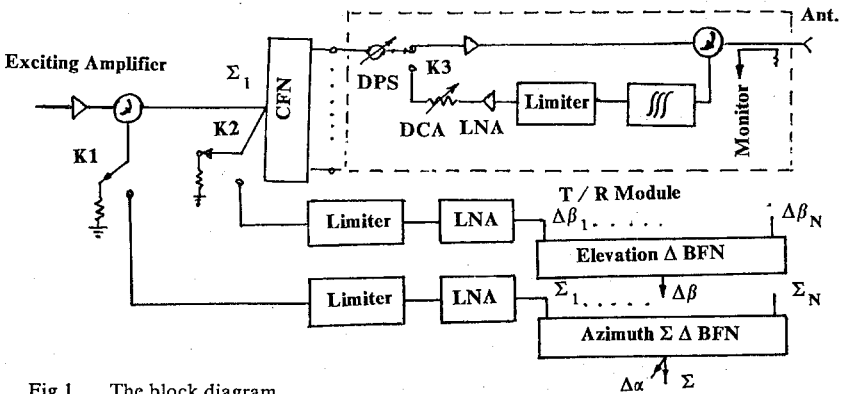 Ant.
Exciting Amplifier
Σ1
K3
DPS
CFN
Limiter
∫∫∫
K2
DCA LNA
Monitor
K1
T / R Module
Limiter
LNA
Δβ1 . . . . . ΔβN
Elevation Δ BFN
Δβ
Limiter
LNA
Σ1 . . . . . ΣN
Azimuth Σ Δ BFN
Δα Σ
Fig 1 The block diagram